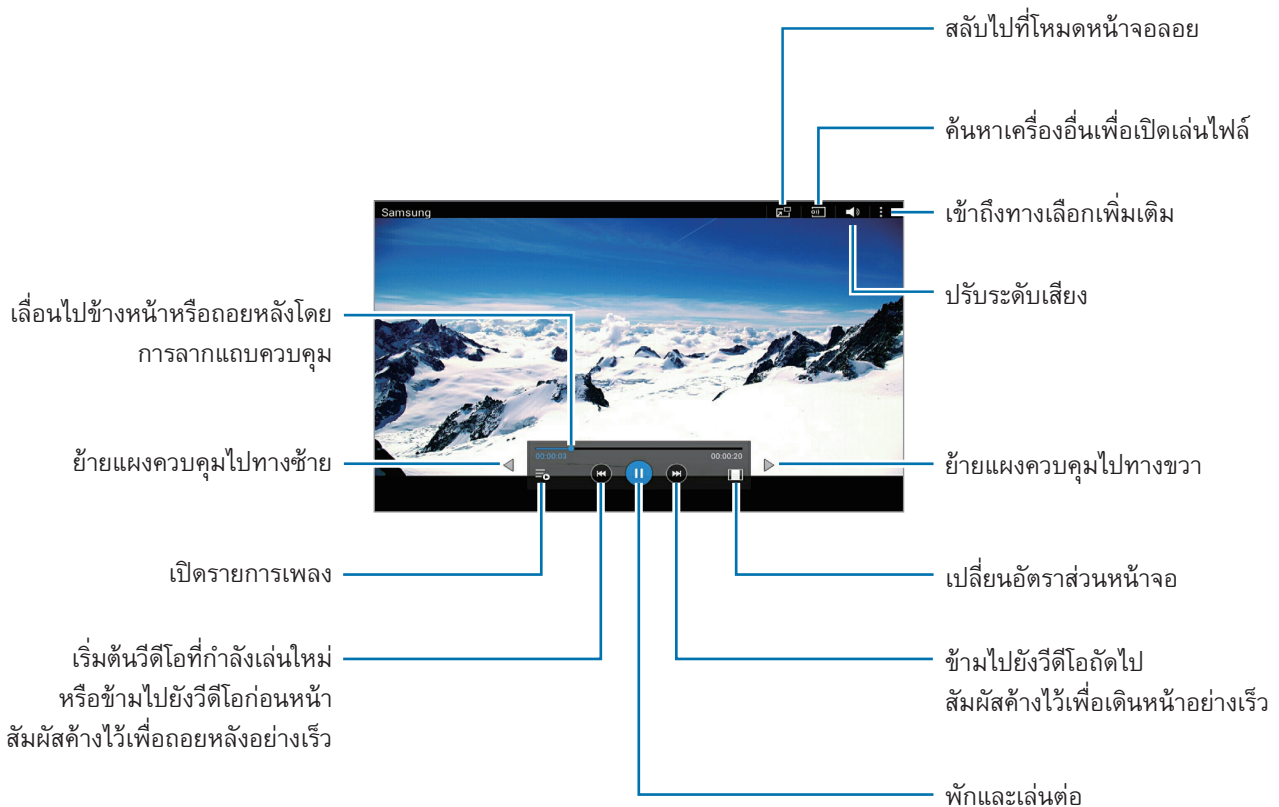 สลับไปที่โหมดหน้าจอลอย
ค้นหาเครื่องอื่นเพื่อเปิดเล่นไฟล์
Samsung
เข้าถึงทางเลือกเพิ่มเติม
ปรับระดับเสียง
เลื่อนไปข้างหน้าหรือถอยหลังโดย
การลากแถบควบคุม
00:00:03
00:00:20
ย้ายแผงควบคุมไปทางซ้าย
ย้ายแผงควบคุมไปทางขวา
เปิดรายการเพลง
เปลี่ยนอัตราส่วนหน้าจอ
เริ่มต้นวีดีโอที่กำลังเล่นใหม่
หรือข้ามไปยังวีดีโอก่อนหน้า
สัมผัสค้างไว้เพื่อถอยหลังอย่างเร็ว
ข้ามไปยังวีดีโอถัดไป
สัมผัสค้างไว้เพื่อเดินหน้าอย่างเร็ว
พักและเล่นต่อ